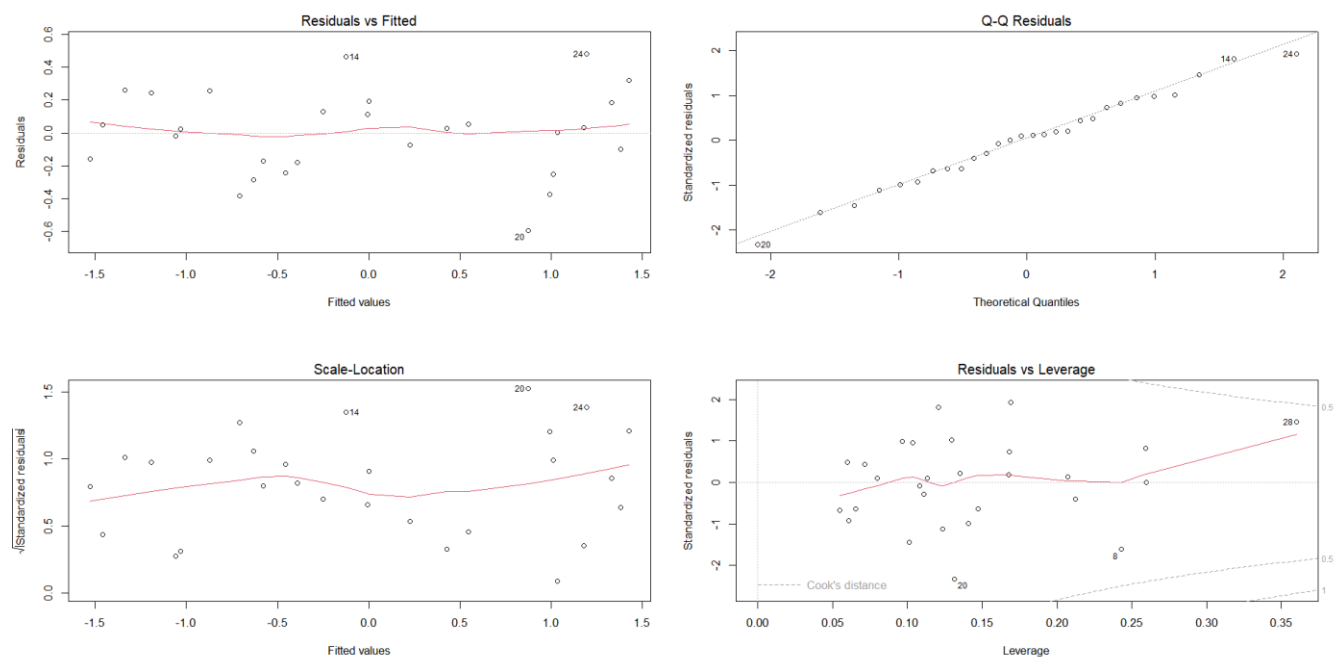 Residuals vs Fitted
Residuals
0.6
0.4
0.2
0.0
-0.2
-0.4
-0.6
14
24
20
-1.5 -1.0 -0.5 0.0 0.5 1.0 1.5
Fitted values
Q-Q Residuals
Standardized residuals
2
1
0
-1
-2
14
24
20
-2 -1 0 1 2
Theoretical Quantiles
Scale-Location
√|Standardized residuals|
1.5
1.0
0.5
0.0
20
24
14
-1.5 -1.0 -0.5 0.0 0.5 1.0 1.5
Fitted values
Residuals vs Leverage
Standardized residuals
2
1
0
-1
-2
0.5
28
8
20
0.5
1
Cook's distance
0.00 0.05 0.10 0.15 0.20 0.25 0.30 0.35
Leverage